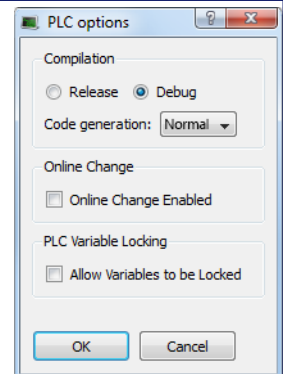 PLC options
Compilation
Release Debug
Code generation: Normal
Online Change
Online Change Enabled
PLC Variable Locking
Allow Variables to be Locked
OK Cancel